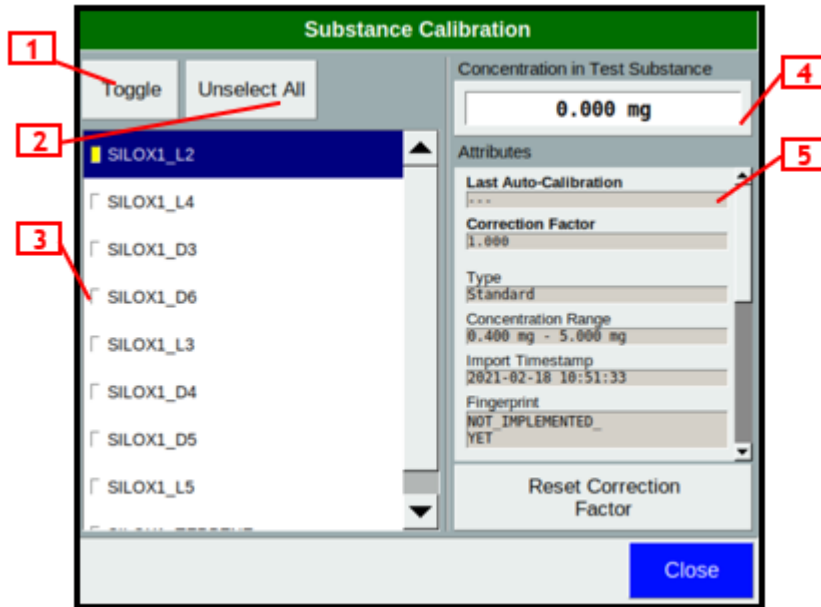 Substance Calibration
1
Toggle
Unselect All
2
SILOX1_L2
SILOX1_L4
3
SILOX1_D3
SILOX1_D6
SILOX1_L3
SILOX1_D4
SILOX1_D5
SILOX1_L5
Concentration in Test Substance
4
0.000 mg
Attributes
5
Last Auto-Calibration
---
Correction Factor
1.000
Type
Standard
Concentration Range
0.400 mg - 5.000 mg
Import Timestamp
2021-02-18 10:51:33
Fingerprint
NOT_IMPLEMENTED_
YET
Reset Correction
Factor
Close